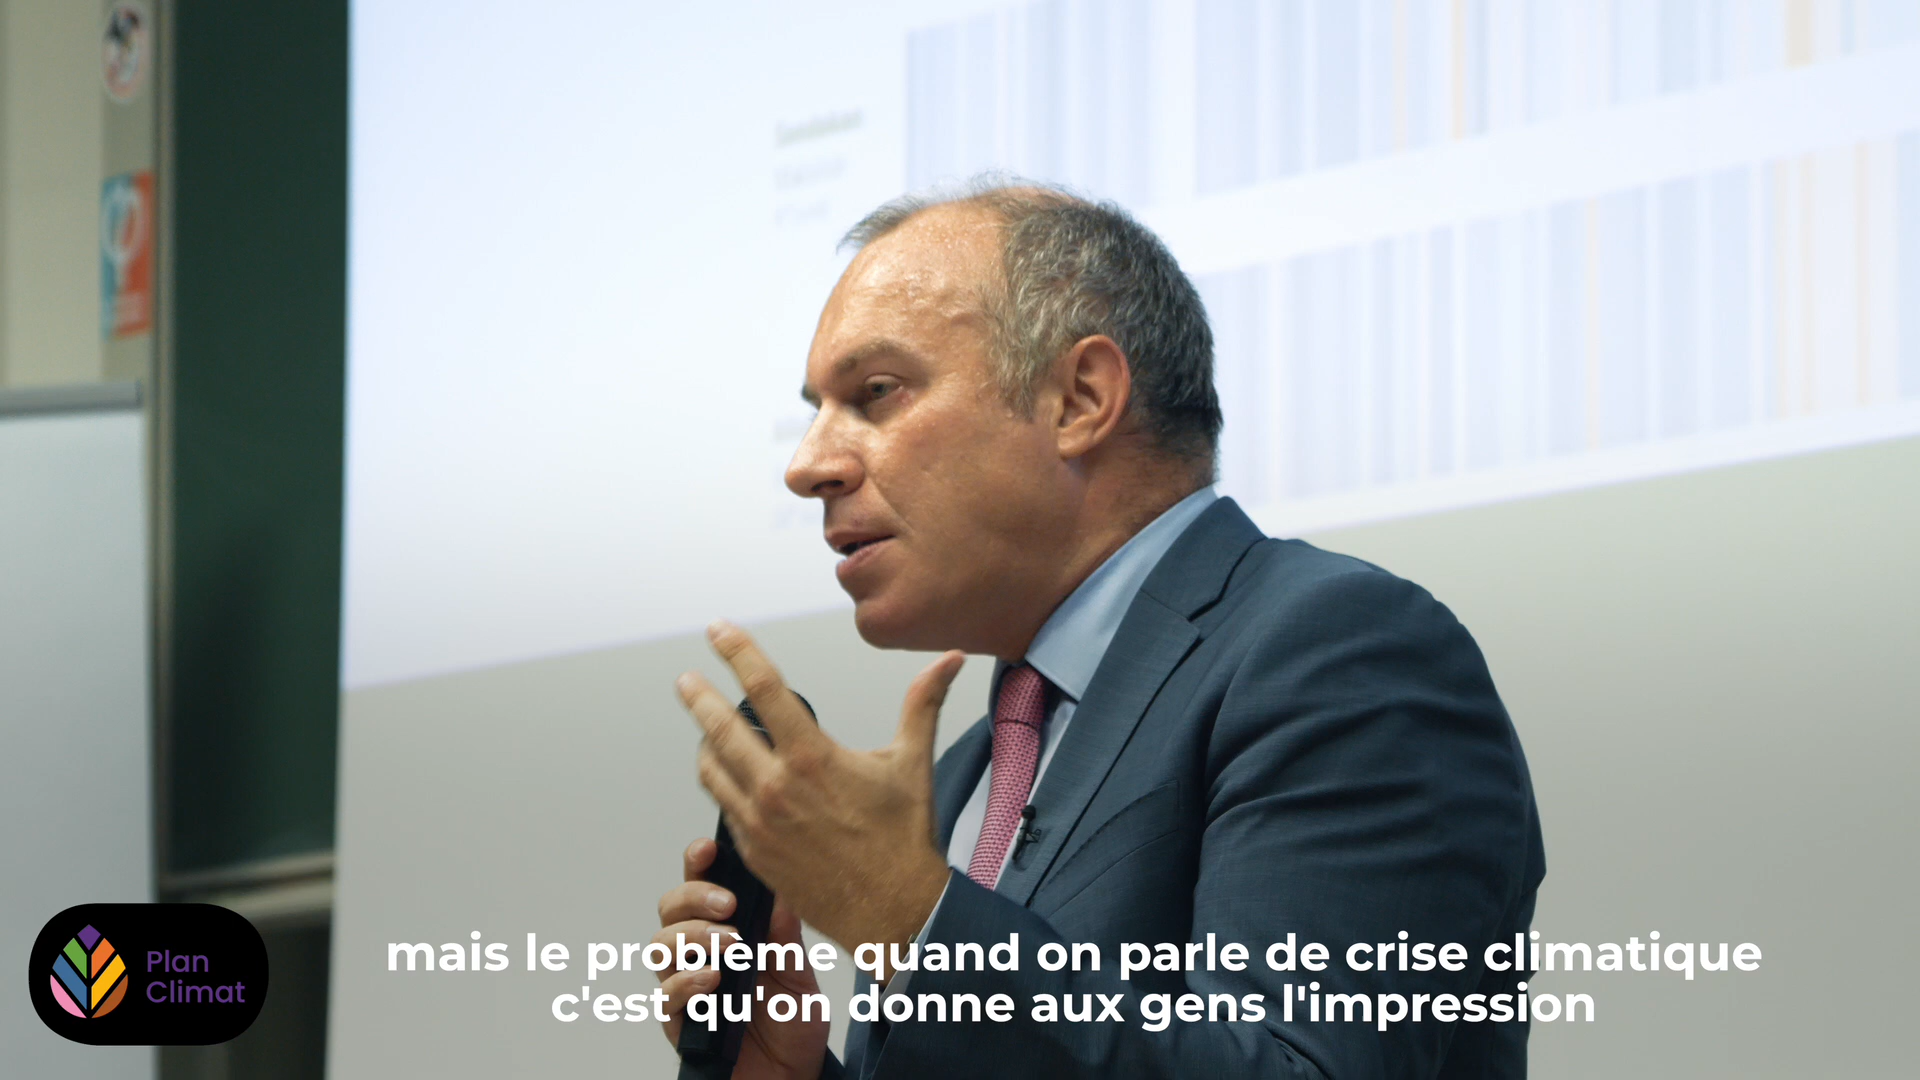 Plan
Climat
mais le problème quand on parle de crise climatique
c'est qu'on donne aux gens l'impression